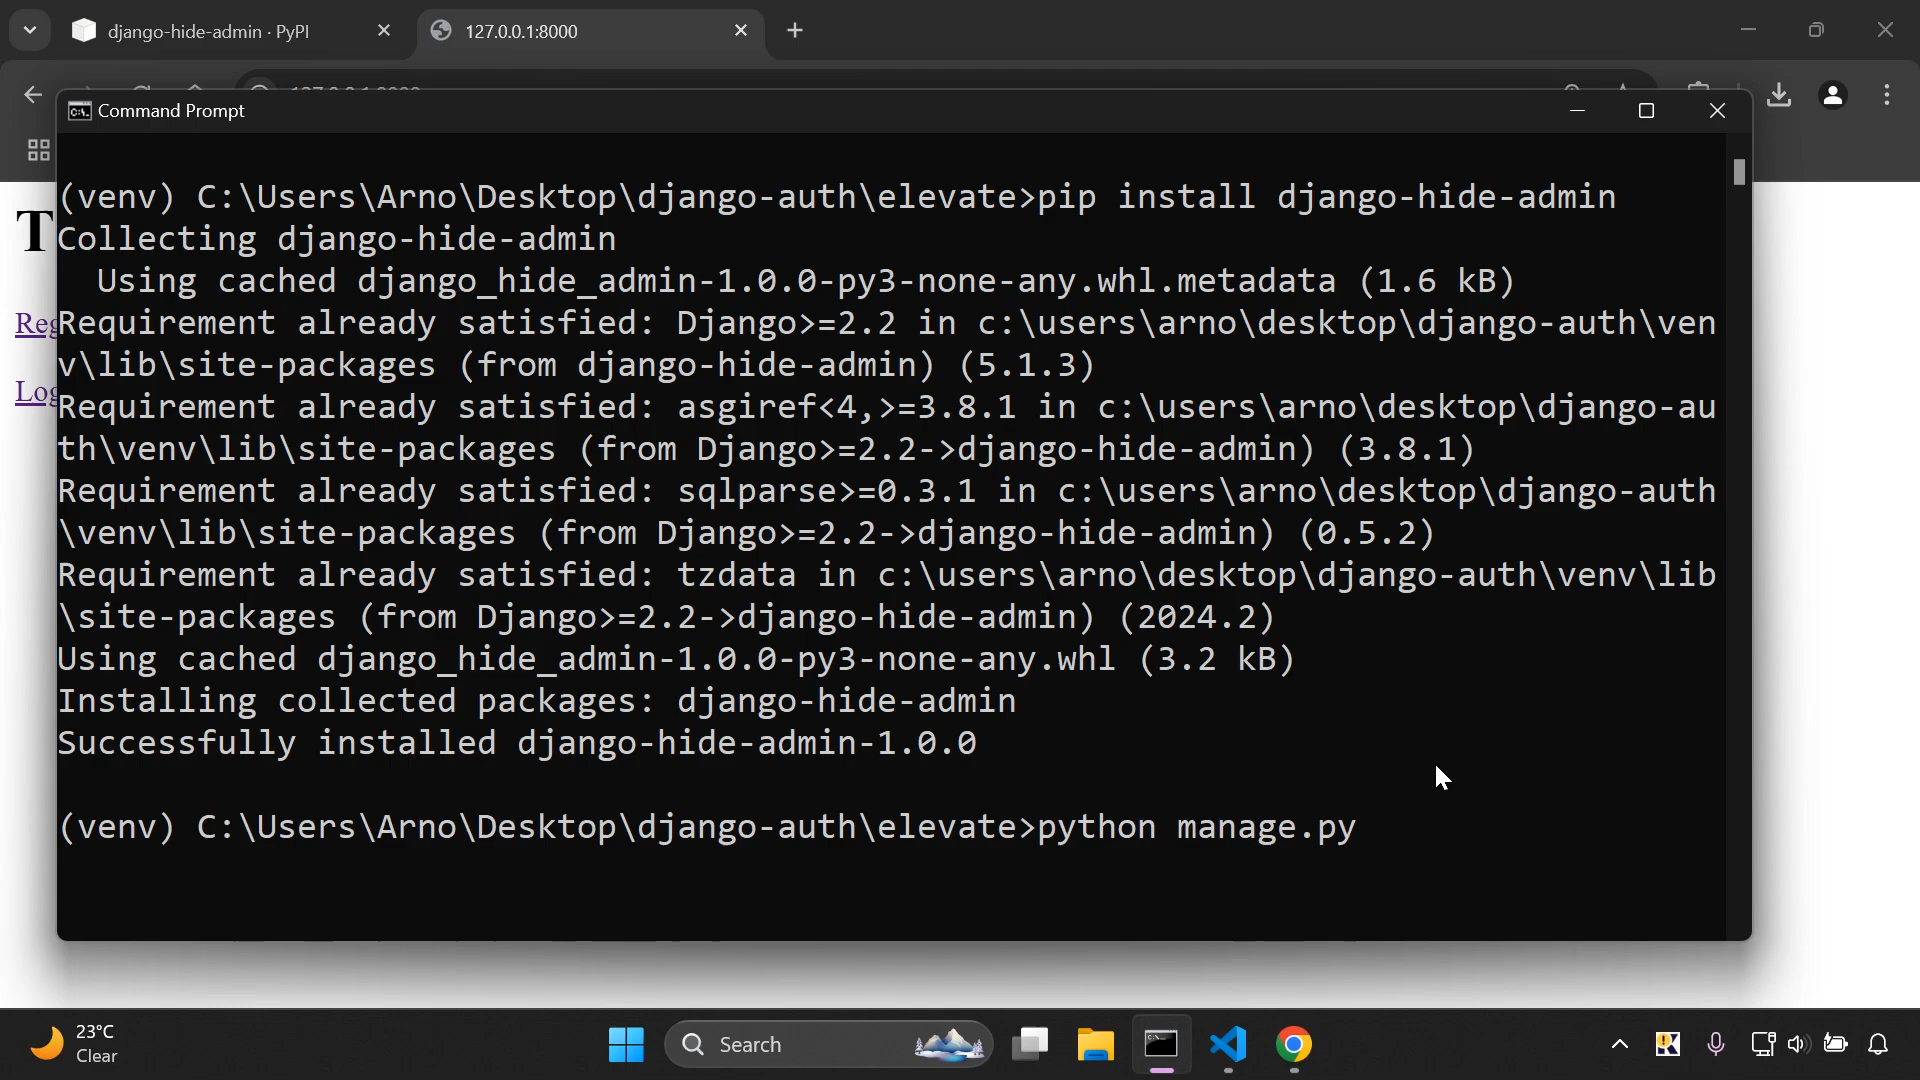 django-hide-admin · PyPI
127.0.0.1:8000
Command Prompt
(venv) C:\Users\Arno\Desktop\django-auth\elevate>pip install django-hide-admin
Collecting django-hide-admin
  Using cached django_hide_admin-1.0.0-py3-none-any.whl.metadata (1.6 kB)
Requirement already satisfied: Django>=2.2 in c:\users\arno\desktop\django-auth\ven
v\lib\site-packages (from django-hide-admin) (5.1.3)
Requirement already satisfied: asgiref<4,>=3.8.1 in c:\users\arno\desktop\django-au
th\venv\lib\site-packages (from Django>=2.2->django-hide-admin) (3.8.1)
Requirement already satisfied: sqlparse>=0.3.1 in c:\users\arno\desktop\django-auth
\venv\lib\site-packages (from Django>=2.2->django-hide-admin) (0.5.2)
Requirement already satisfied: tzdata in c:\users\arno\desktop\django-auth\venv\lib
\site-packages (from Django>=2.2->django-hide-admin) (2024.2)
Using cached django_hide_admin-1.0.0-py3-none-any.whl (3.2 kB)
Installing collected packages: django-hide-admin
Successfully installed django-hide-admin-1.0.0
(venv) C:\Users\Arno\Desktop\django-auth\elevate>python manage.py
23°C
Clear
Search